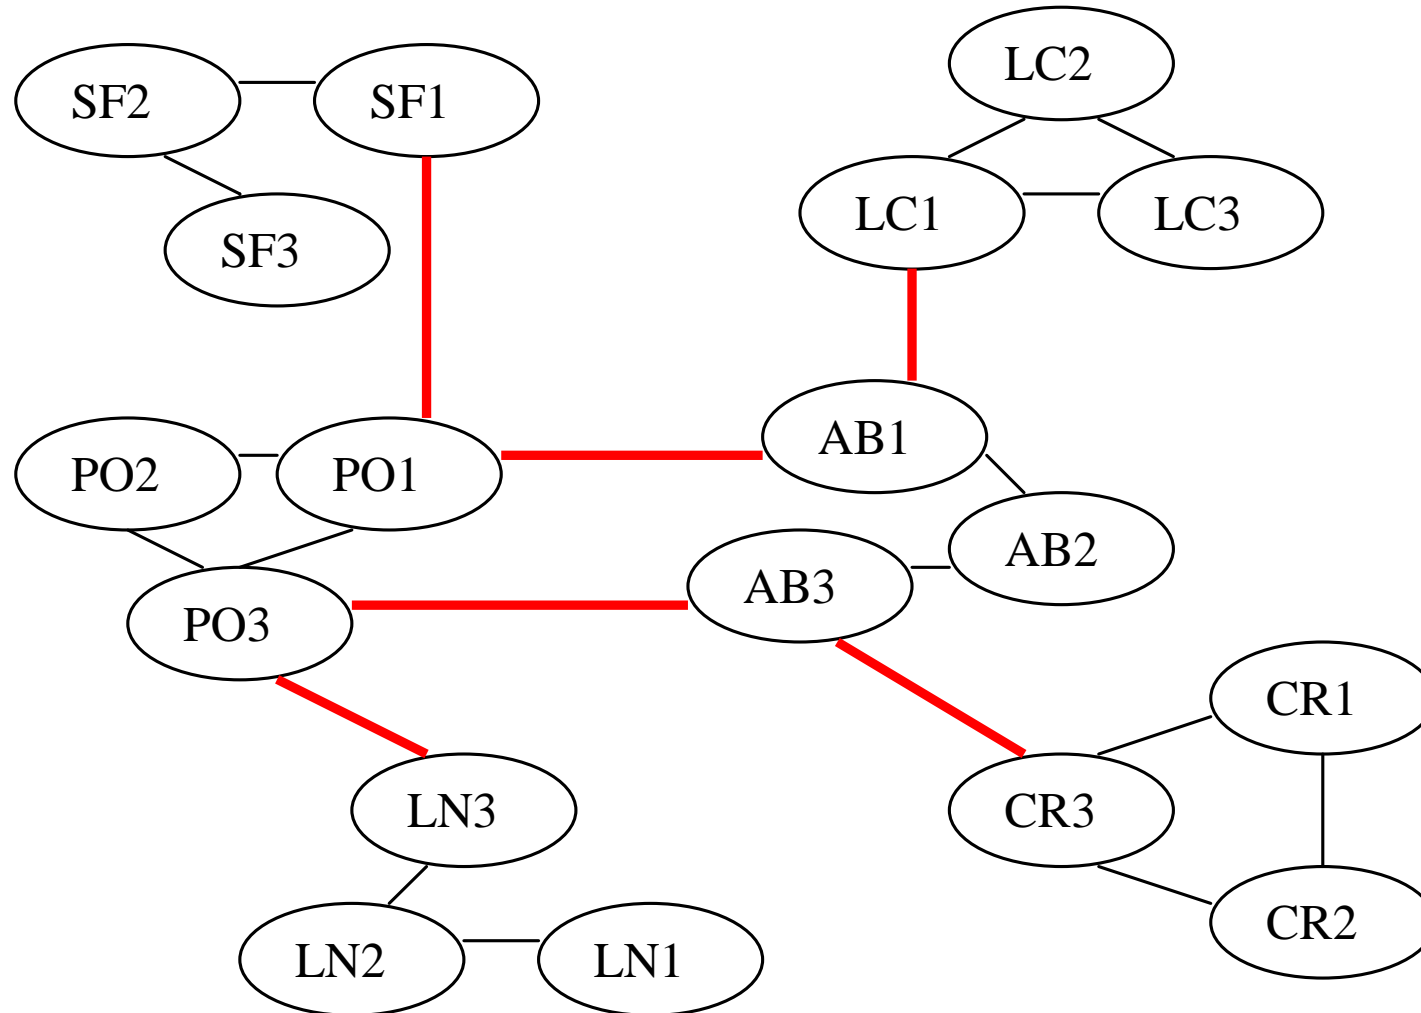 LC2
SF2
SF1
LC1
LC3
SF3
AB1
PO2
PO1
AB2
AB3
PO3
CR1
LN3
CR3
CR2
LN2
LN1